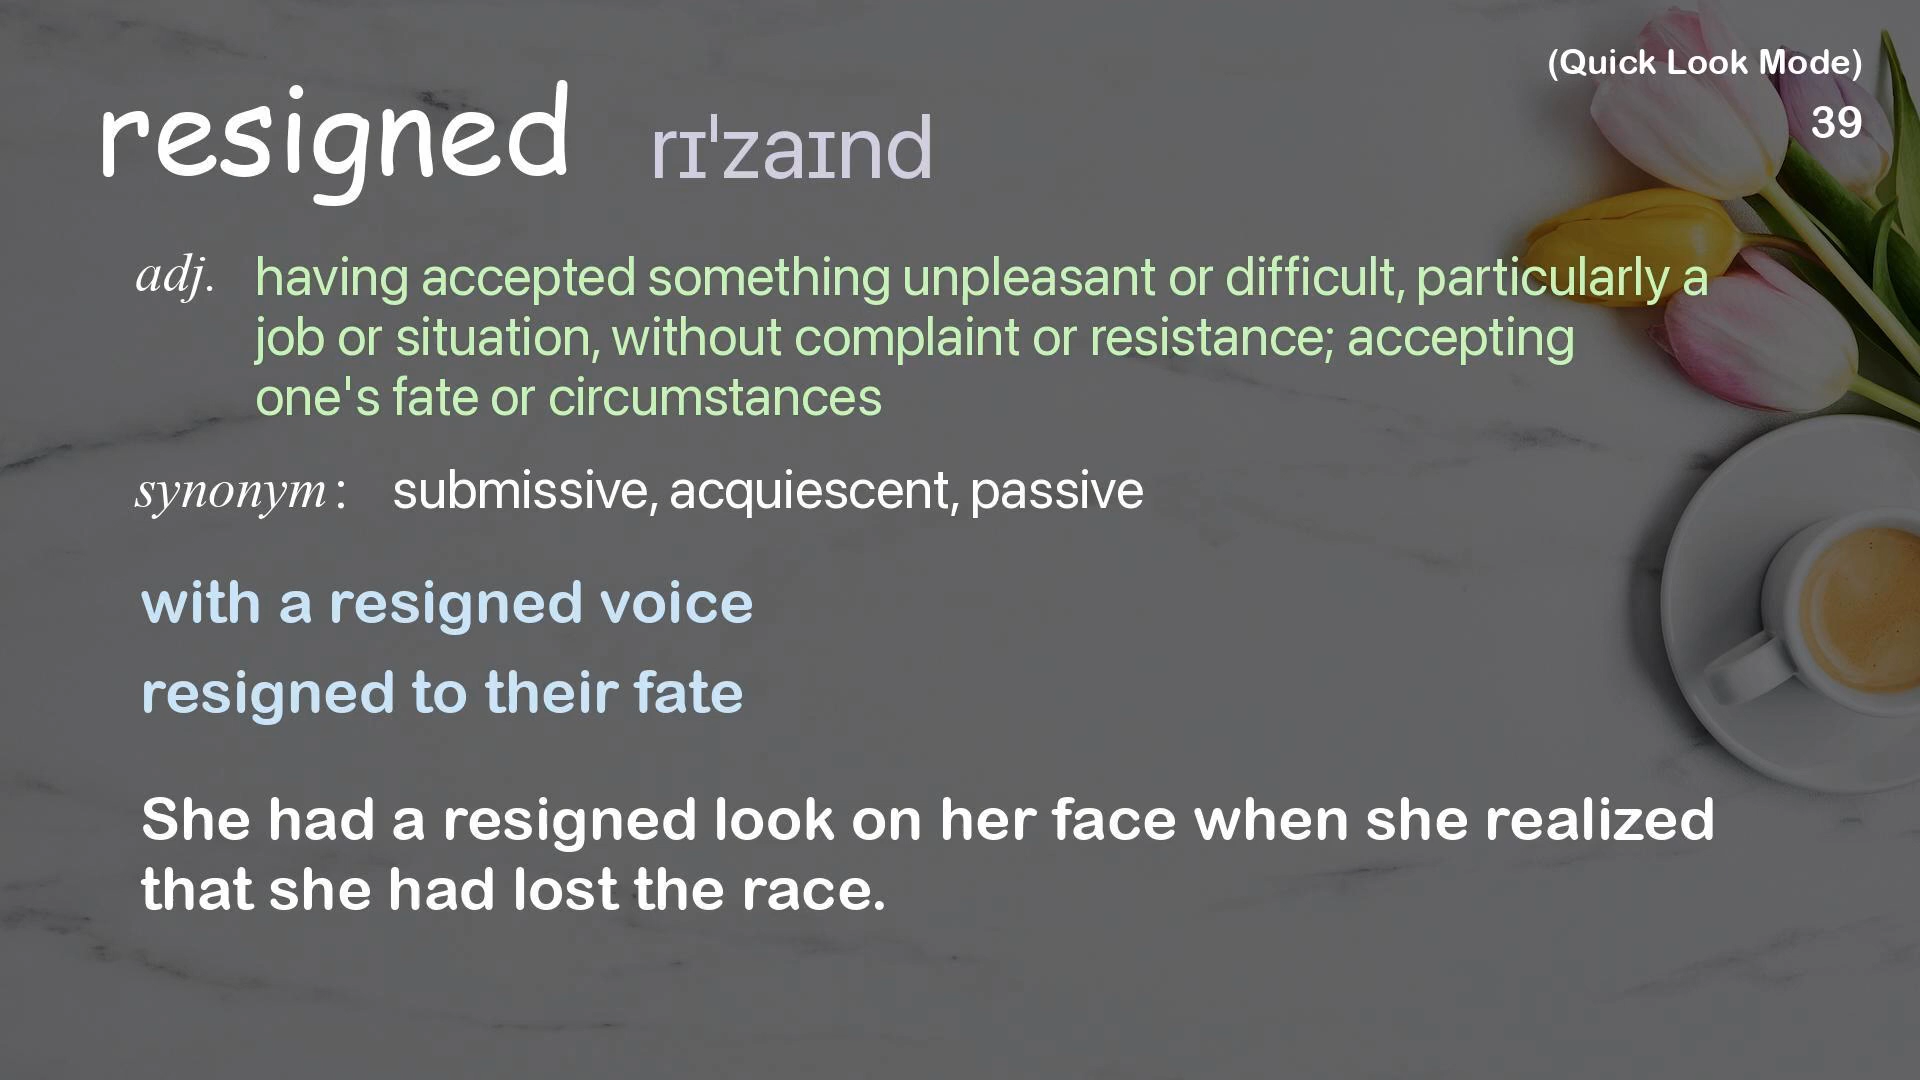 (Quick Look Mode)
39
resigned rɪˈzaɪnd
adj. having accepted something unpleasant or difficult, particularly a
job or situation, without complaint or resistance; accepting
one's fate or circumstances
synonym: submissive, acquiescent, passive
with a resigned voice
resigned to their fate
She had a resigned look on her face when she realized
that she had lost the race.